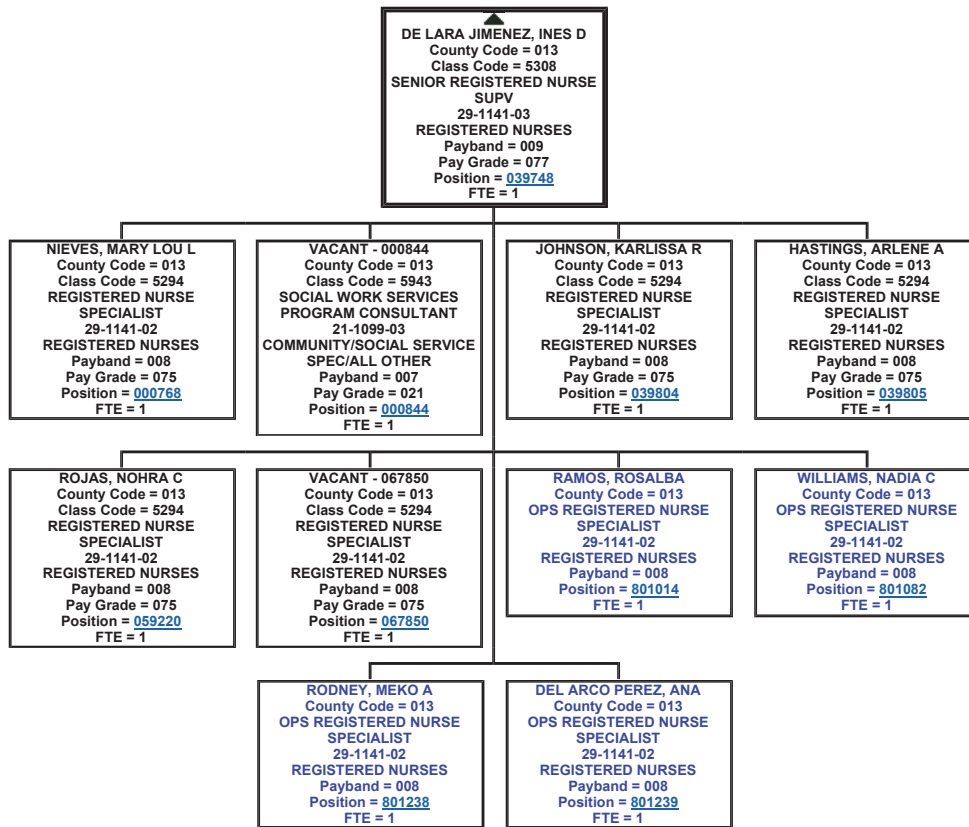 DE LARA JIMENEZ, INES D
County Code = 013
Class Code = 5308
SENIOR REGISTERED NURSE
SUPV
29-1141-03
REGISTERED NURSES
Payband = 009
Pay Grade = 077
Position = 039748
FTE = 1
NIEVES, MARY LOU L
County Code = 013
Class Code = 5294
REGISTERED NURSE
SPECIALIST
29-1141-02
REGISTERED NURSES
Payband = 008
Pay Grade = 075
Position = 000768
FTE = 1
VACANT - 000844
County Code = 013
Class Code = 5943
SOCIAL WORK SERVICES
PROGRAM CONSULTANT
21-1099-03
COMMUNITY/SOCIAL SERVICE
SPEC/ALL OTHER
Payband = 007
Pay Grade = 021
Position = 000844
FTE = 1
JOHNSON, KARLISSA R
County Code = 013
Class Code = 5294
REGISTERED NURSE
SPECIALIST
29-1141-02
REGISTERED NURSES
Payband = 008
Pay Grade = 075
Position = 039804
FTE = 1
HASTINGS, ARLENE A
County Code = 013
Class Code = 5294
REGISTERED NURSE
SPECIALIST
29-1141-02
REGISTERED NURSES
Payband = 008
Pay Grade = 075
Position = 039805
FTE = 1
ROJAS, NOHRA C
County Code = 013
Class Code = 5294
REGISTERED NURSE
SPECIALIST
29-1141-02
REGISTERED NURSES
Payband = 008
Pay Grade = 075
Position = 059220
FTE = 1
VACANT - 067850
County Code = 013
Class Code = 5294
REGISTERED NURSE
SPECIALIST
29-1141-02
REGISTERED NURSES
Payband = 008
Pay Grade = 075
Position = 067850
FTE = 1
RAMOS, ROSALBA
County Code = 013
OPS REGISTERED NURSE
SPECIALIST
29-1141-02
REGISTERED NURSES
Payband = 008
Position = 801014
FTE = 1
WILLIAMS, NADIA C
County Code = 013
OPS REGISTERED NURSE
SPECIALIST
29-1141-02
REGISTERED NURSES
Payband = 008
Position = 801082
FTE = 1
RODNEY, MEKO A
County Code = 013
OPS REGISTERED NURSE
SPECIALIST
29-1141-02
REGISTERED NURSES
Payband = 008
Position = 801238
FTE = 1
DEL ARCO PEREZ, ANA
County Code = 013
OPS REGISTERED NURSE
SPECIALIST
29-1141-02
REGISTERED NURSES
Payband = 008
Position = 801239
FTE = 1